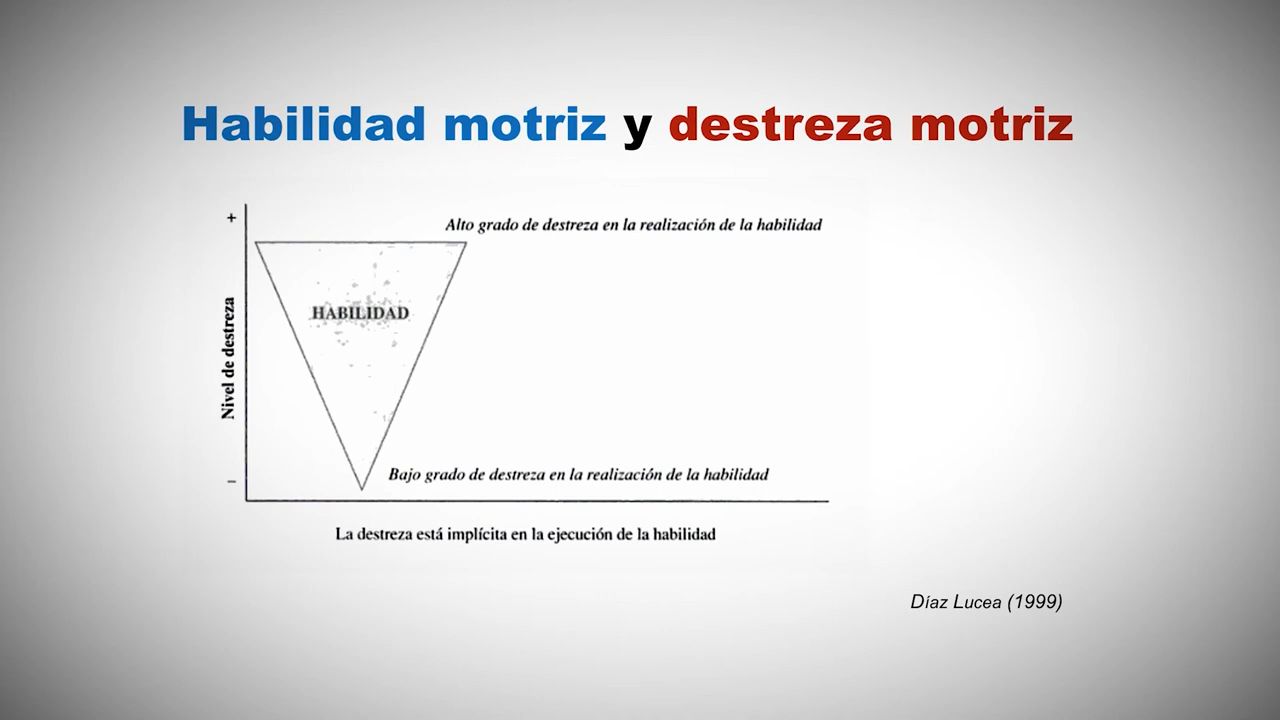 Habilidad motriz y destreza motriz
+
Alto grado de destreza en la realización de la habilidad
HABILIDAD
Nivel de destreza
Bajo grado de destreza en la realización de la habilidad
–
La destreza está implícita en la ejecución de la habilidad
Díaz Lucea (1999)